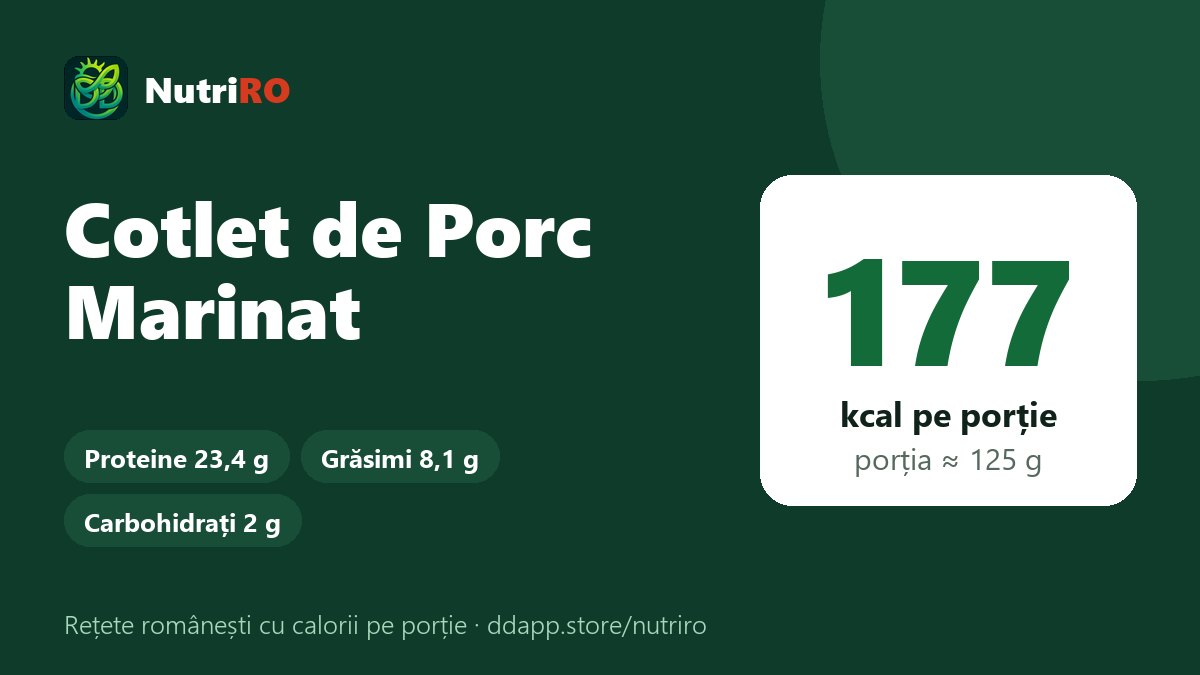 NutriRO
Cotlet de Porc
Marinat
177
kcal pe porție
porția ≈ 125 g
Proteine 23,4 g
Grăsimi 8,1 g
Carbohidrați 2 g
Rețete românești cu calorii pe porție · ddapp.store/nutriro